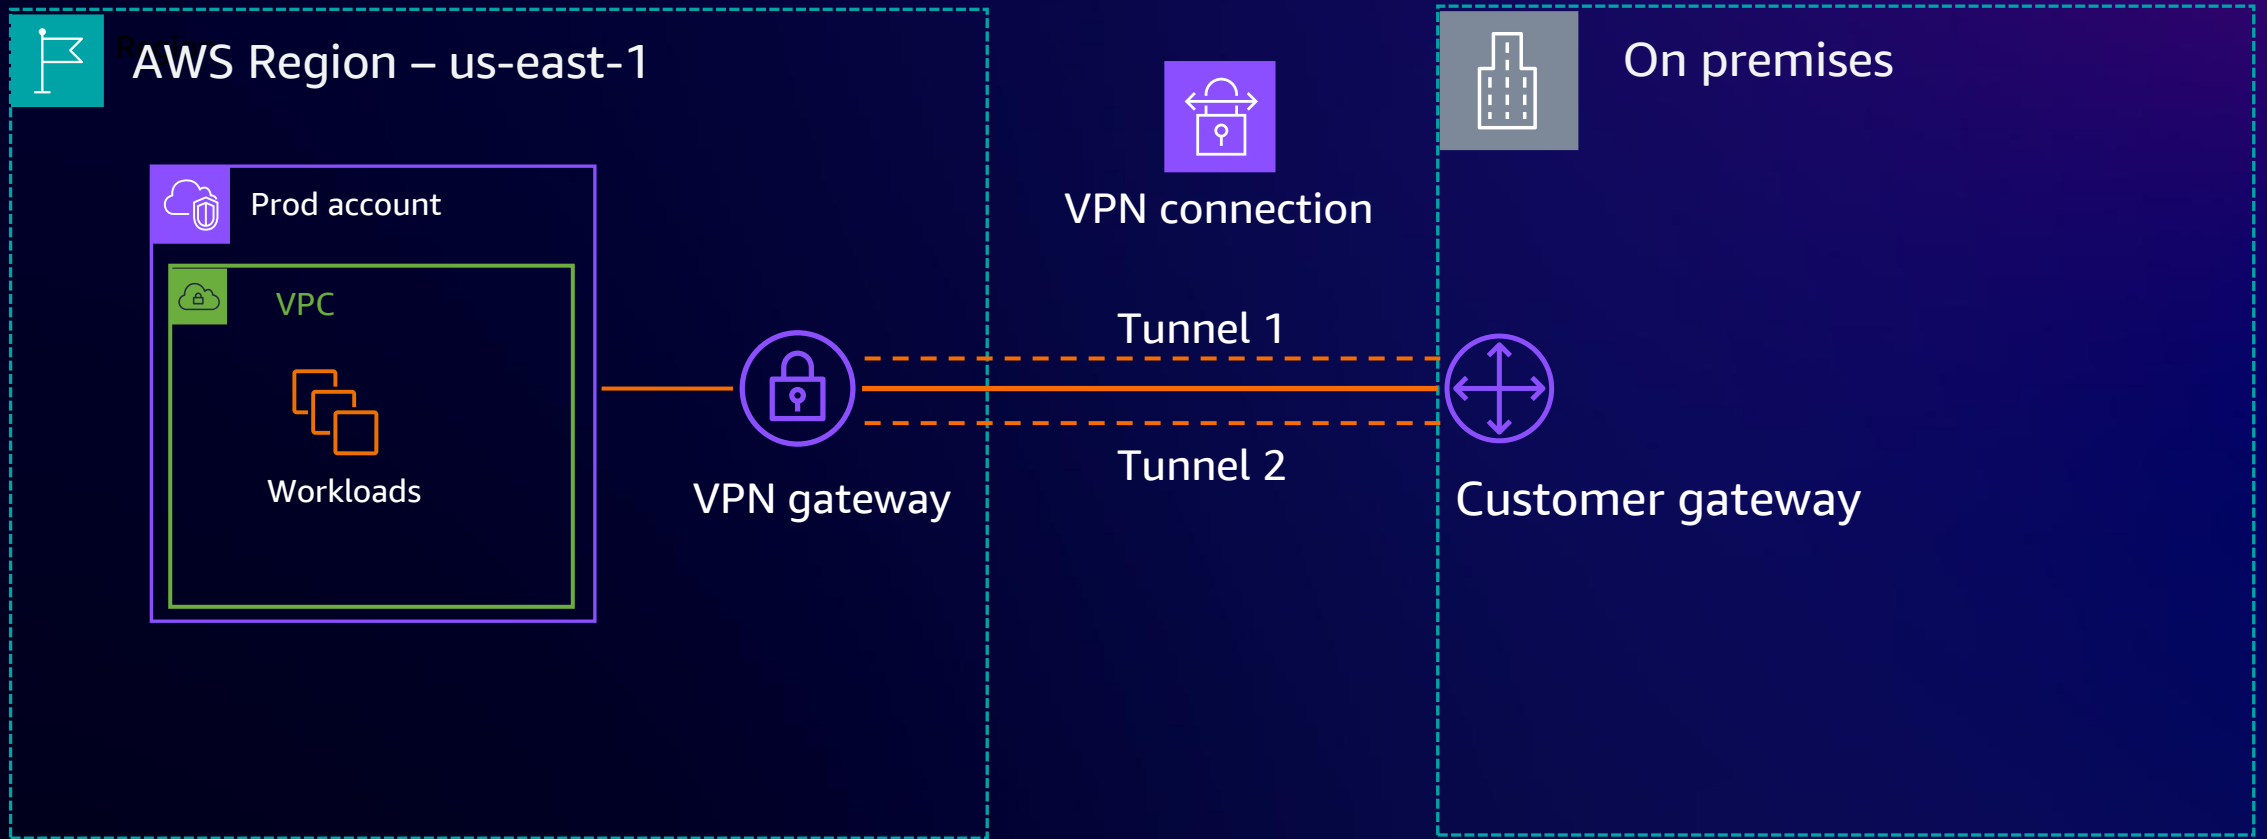 AWS Region – us-east-1
On premises
Prod account
VPN connection
VPC
Tunnel 1
Workloads
Tunnel 2
VPN gateway
Customer gateway